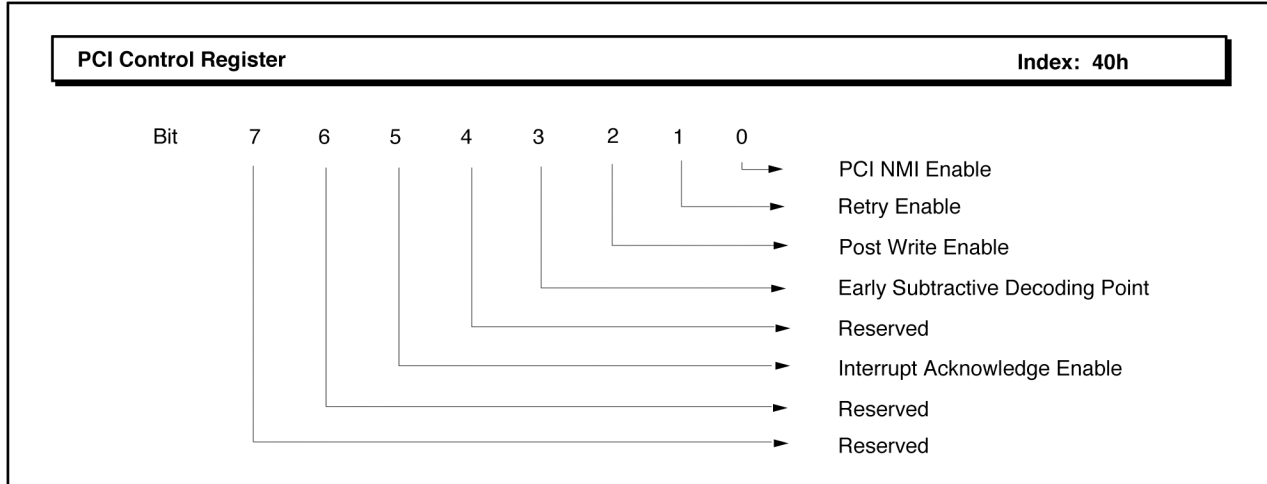 PCI Control Register Index: 40h
Bit 7 6 5 4 3 2 1 0
PCI NMI Enable
Retry Enable
Post Write Enable
Early Subtractive Decoding Point
Reserved
Interrupt Acknowledge Enable
Reserved
Reserved